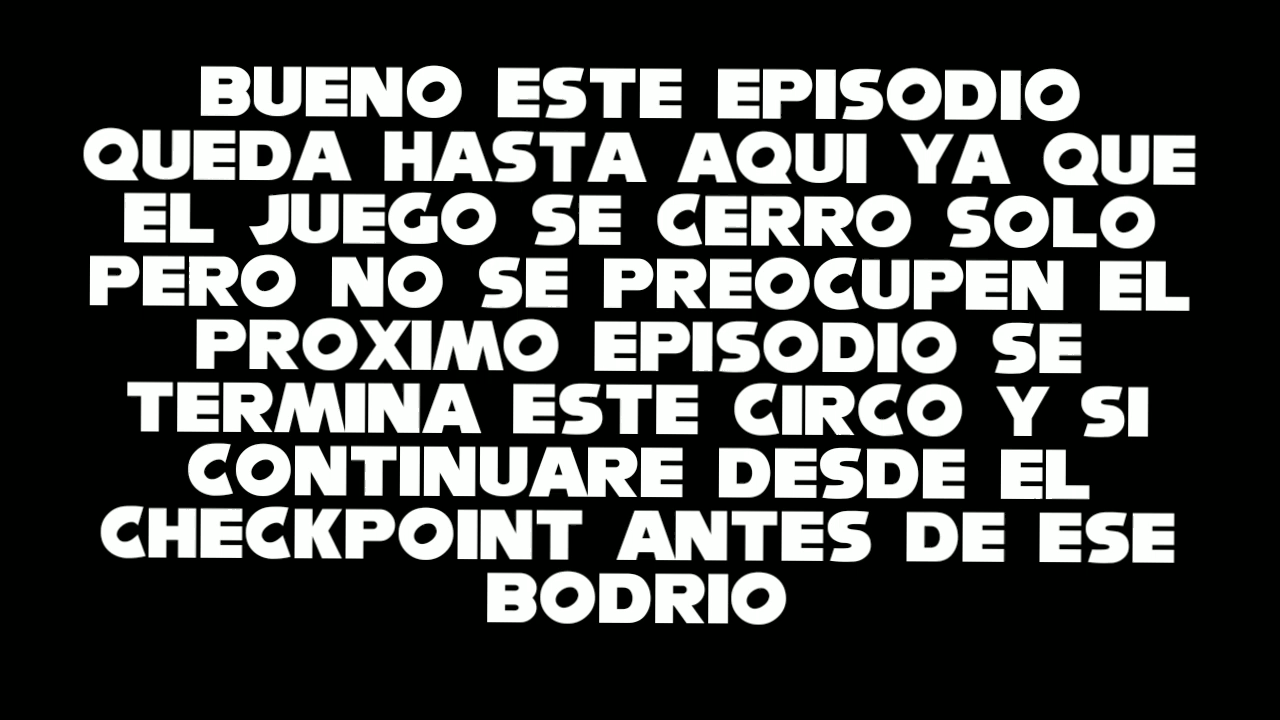 BUENO ESTE EPISODIO
QUEDA HASTA AQUI YA QUE
EL JUEGO SE CERRO SOLO
PERO NO SE PREOCUPEN EL
PROXIMO EPISODIO SE
TERMINA ESTE CIRCO Y SI
CONTINUARE DESDE EL
CHECKPOINT ANTES DE ESE
BODRIO